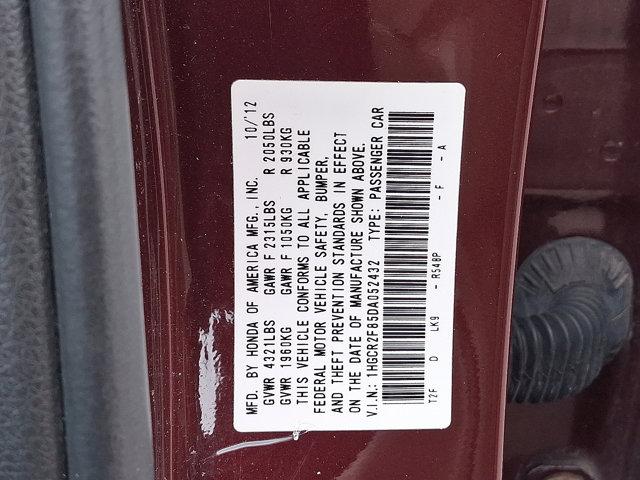 MFD. BY HONDA OF AMERICA MFG., INC. 10/'12
GVWR 4321LBS GAWR F 2315LBS R 2050LBS
GVWR 1960KG GAWR F 1050KG R 930KG
THIS VEHICLE CONFORMS TO ALL APPLICABLE
FEDERAL MOTOR VEHICLE SAFETY, BUMPER,
AND THEFT PREVENTION STANDARDS IN EFFECT
ON THE DATE OF MANUFACTURE SHOWN ABOVE.
V.I.N.: 1HGCR2F85DA052432 TYPE: PASSENGER CAR
T2F D LK9 - R548P - F - A